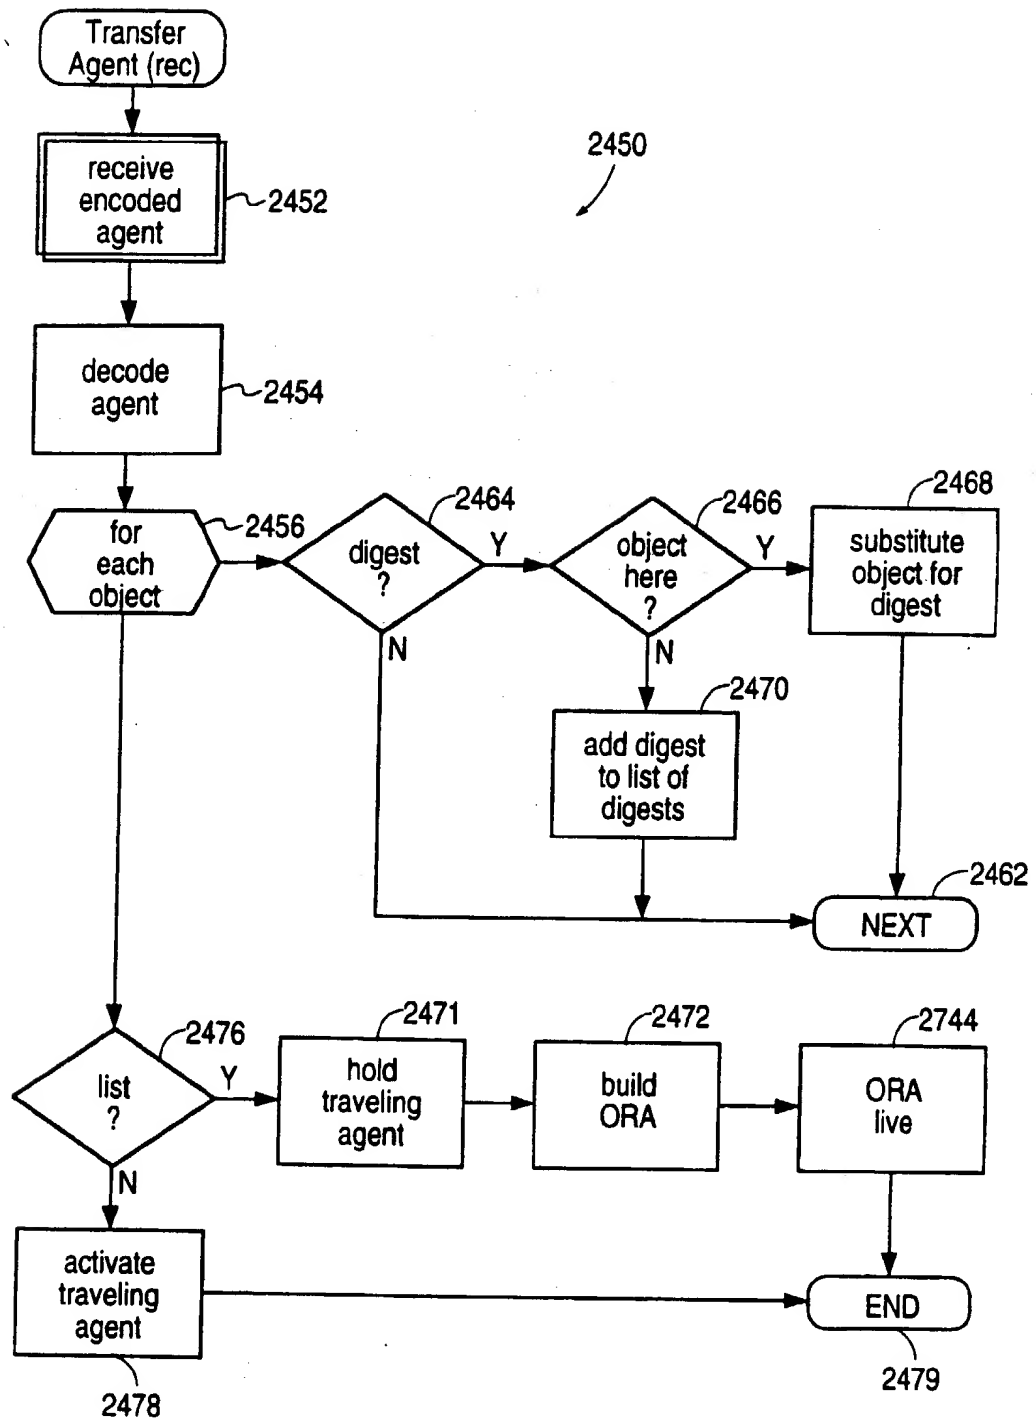 Transfer
Agent (rec)
2450
receive
encoded
agent
2452
decode
agent
2454
for
each
object
2456
digest
?
2464
Y
N
object
here
?
2466
Y
N
substitute
object for
digest
2468
add digest
to list of
digests
2470
NEXT
2462
list
?
2476
Y
N
hold
traveling
agent
2471
build
ORA
2472
ORA
live
2744
activate
traveling
agent
2478
END
2479